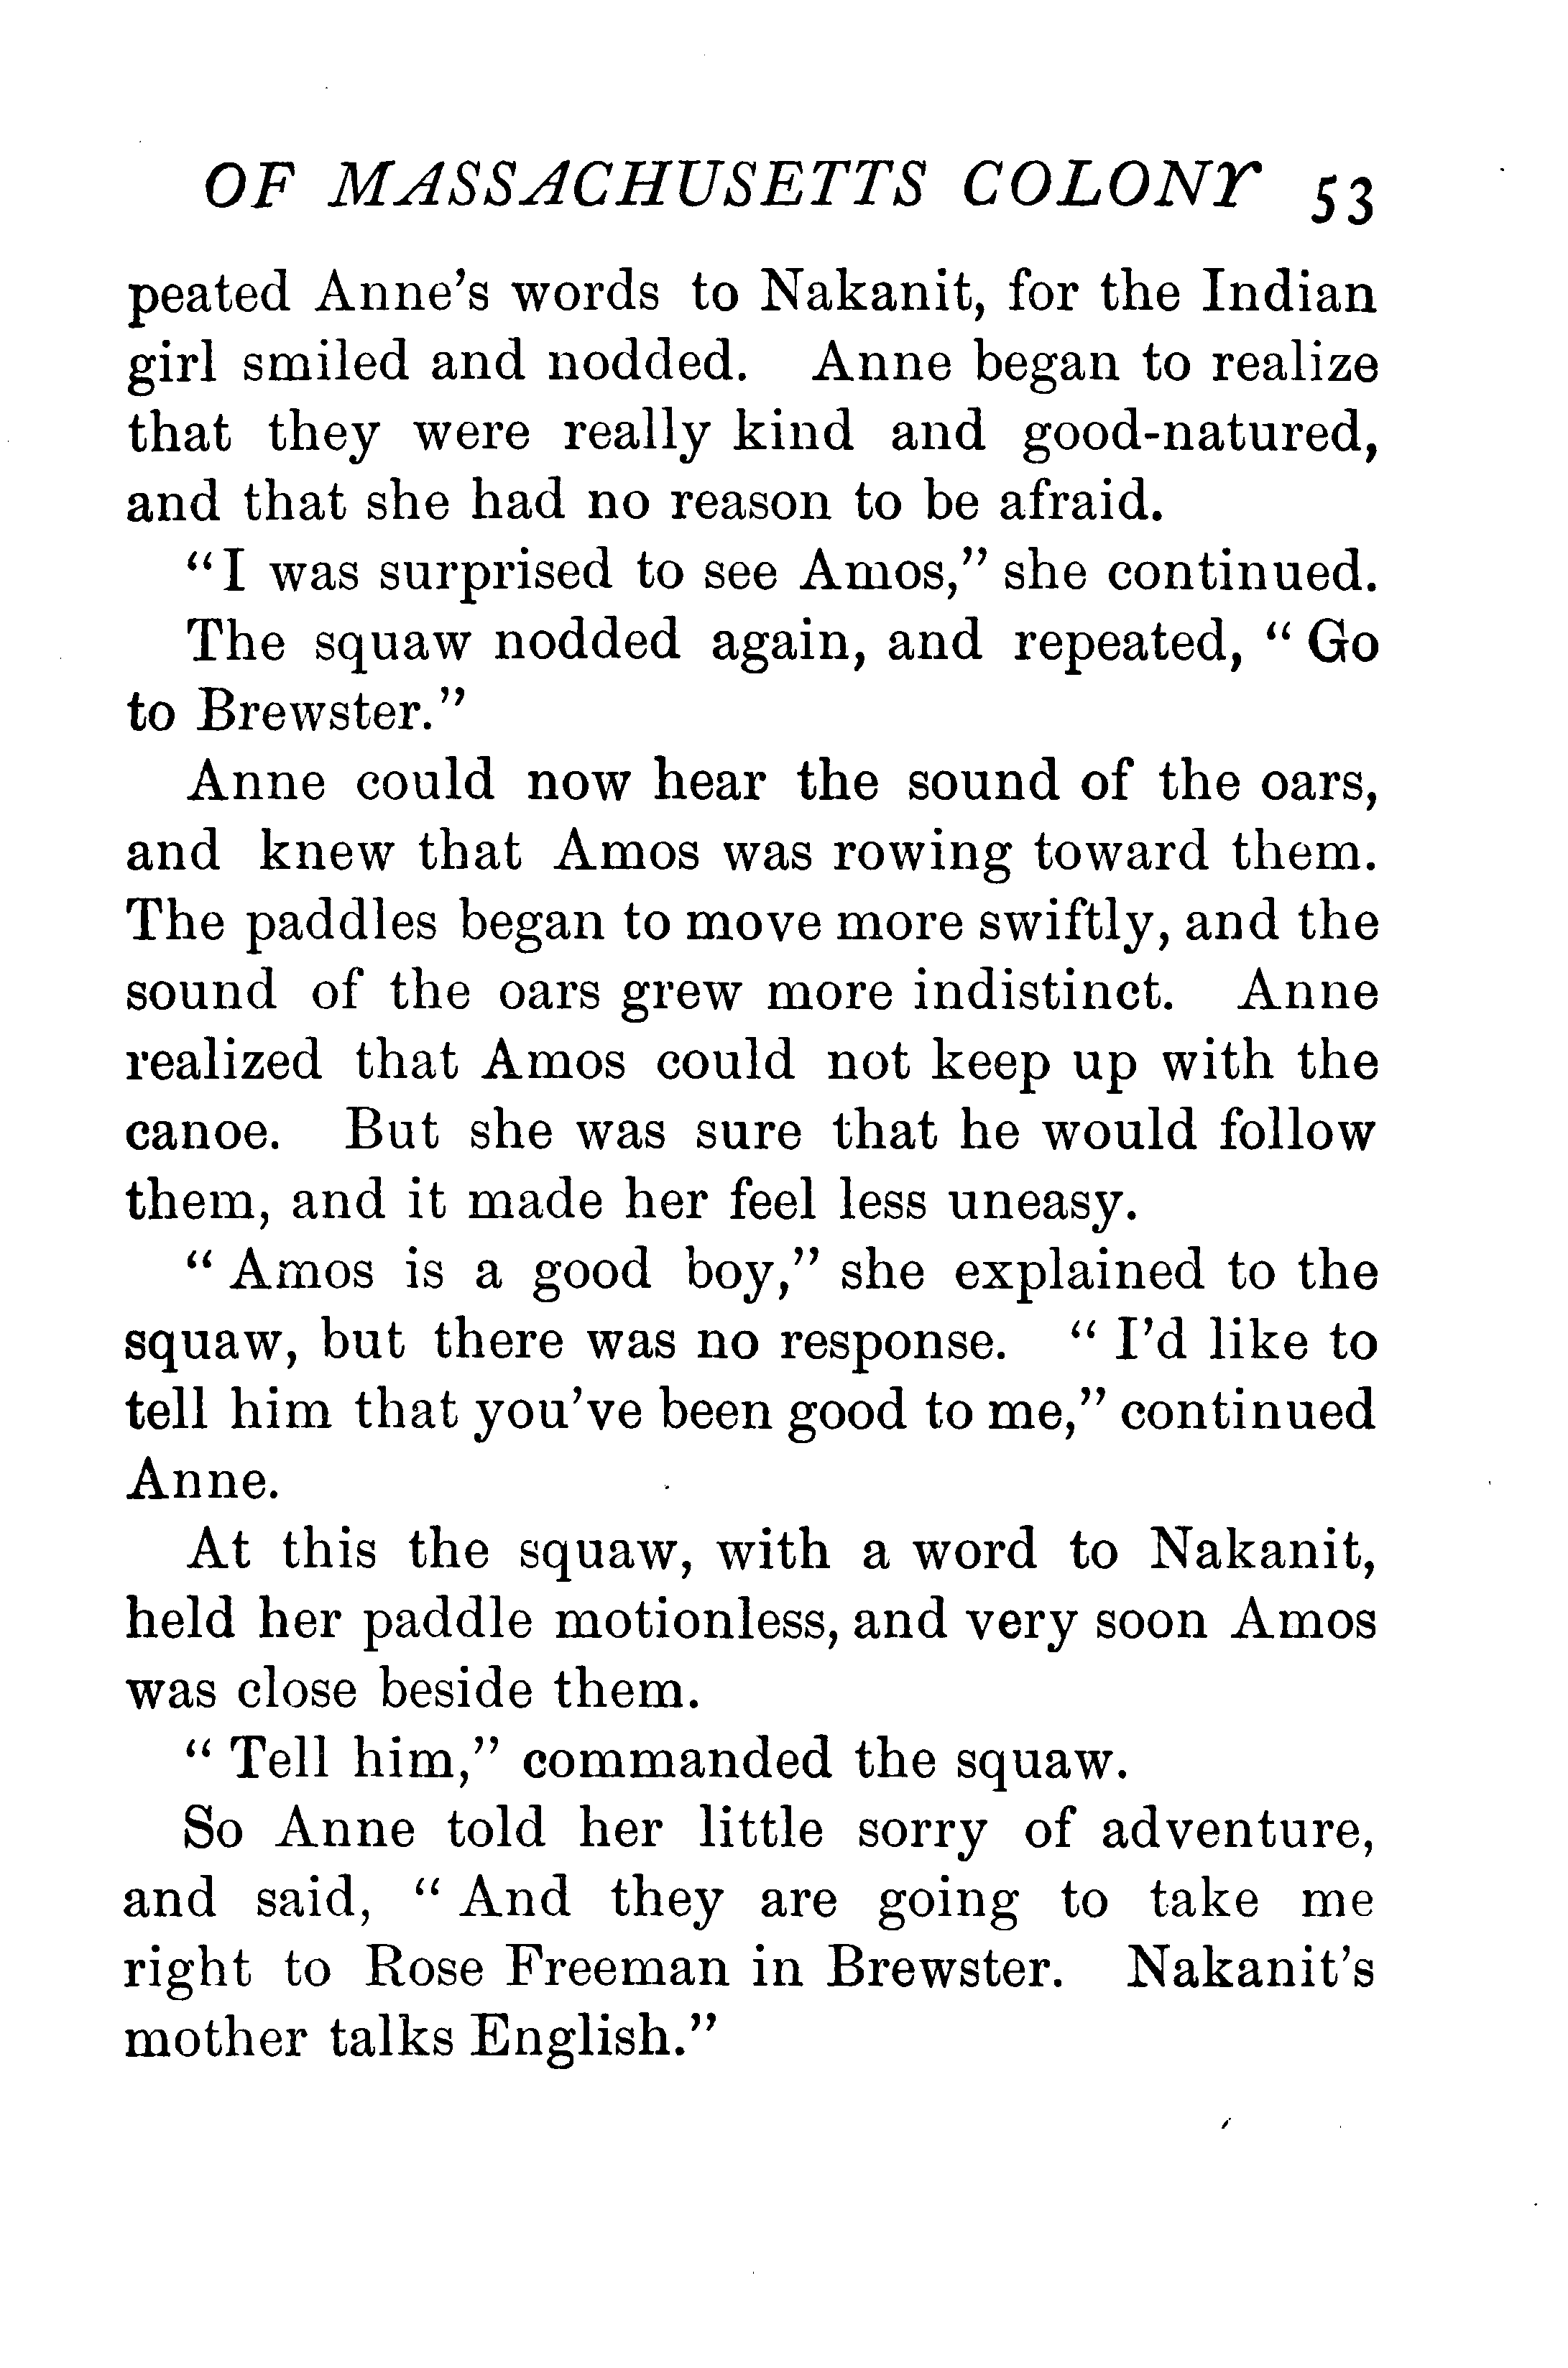 OF MASSACHUSETTS COLONY 53
peated Anne's words to Nakanit, for the Indian
girl smiled and nodded. Anne began to realize
that they were really kind and good-natured,
and that she had no reason to be afraid.
"I was surprised to see Amos," she continued.
The squaw nodded again, and repeated, "Go
to Brewster."
Anne could now hear the sound of the oars,
and knew that Amos was rowing toward them.
The paddles began to move more swiftly, and the
sound of the oars grew more indistinct. Anne
realized that Amos could not keep up with the
canoe. But she was sure that he would follow
them, and it made her feel less uneasy.
"Amos is a good boy," she explained to the
squaw, but there was no response. "I'd like to
tell him that you've been good to me," continued
Anne.
At this the squaw, with a word to Nakanit,
held her paddle motionless, and very soon Amos
was close beside them.
"Tell him," commanded the squaw.
So Anne told her little sorry of adventure,
and said, "And they are going to take me
right to Rose Freeman in Brewster. Nakanit's
mother talks English."